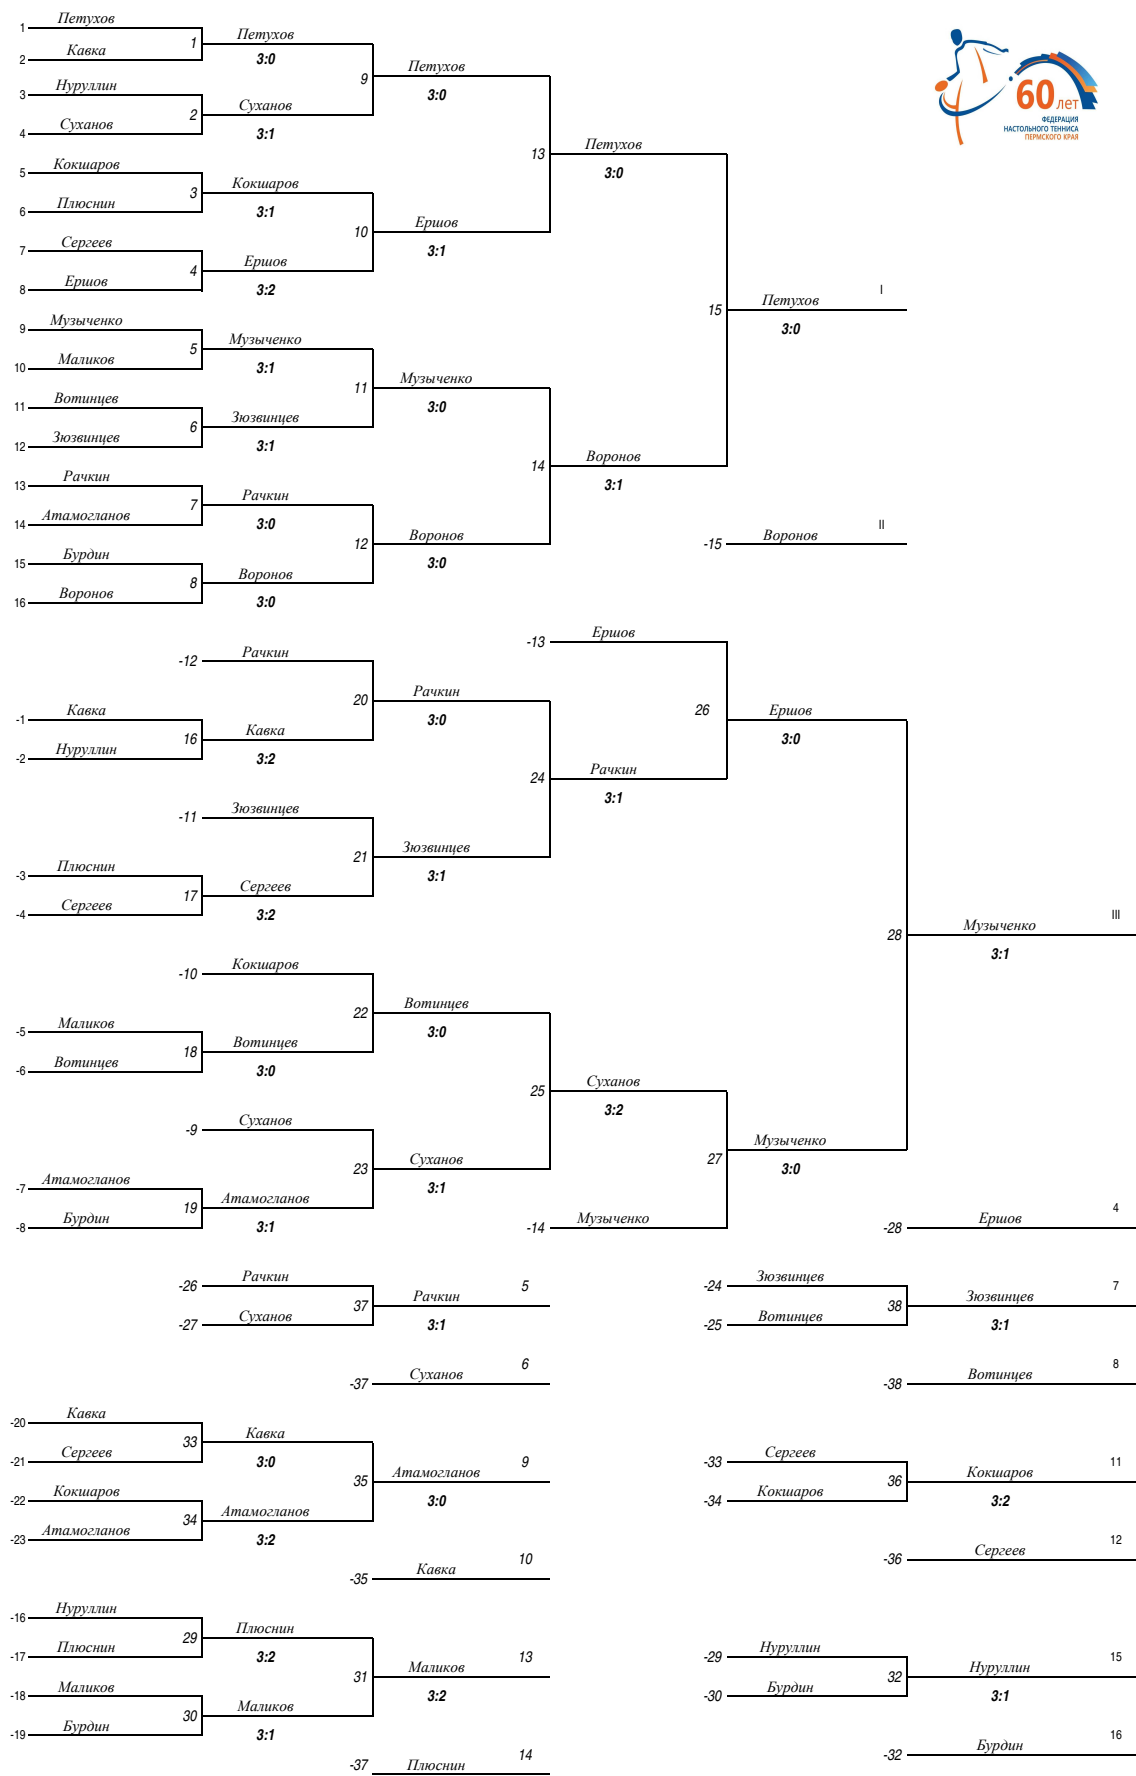 1 Петухов
1 Петухов
2 Кавка
3:0
9 Петухов
3:0
3 Нуруллин
2 Суханов
4 Суханов
3:1
60 лет
ФЕДЕРАЦИЯ
НАСТОЛЬНОГО ТЕННИСА
ПЕРМСКОГО КРАЯ
13 Петухов
3:0
5 Кокшаров
3 Кокшаров
6 Плюснин
3:1
10 Ершов
3:1
7 Сергеев
4 Ершов
8 Ершов
3:2
15 Петухов I
3:0
9 Музыченко
5 Музыченко
10 Маликов
3:1
11 Музыченко
3:0
11 Вотинцев
6 Зюзвинцев
12 Зюзвинцев
3:1
14 Воронов
3:1
13 Рачкин
7 Рачкин
14 Атамогланов
3:0
12 Воронов
3:0
-15 Воронов II
15 Бурдин
8 Воронов
16 Воронов
3:0
-13 Ершов
-12 Рачкин
20 Рачкин
3:0
26 Ершов
3:0
-1 Кавка
16 Кавка
-2 Нуруллин
3:2
24 Рачкин
3:1
-11 Зюзвинцев
21 Зюзвинцев
3:1
-3 Плюснин
17 Сергеев
-4 Сергеев
3:2
28 Музыченко III
3:1
-10 Кокшаров
22 Вотинцев
3:0
-5 Маликов
18 Вотинцев
-6 Вотинцев
3:0
25 Суханов
3:2
-9 Суханов
27 Музыченко
3:0
23 Суханов
3:1
-7 Атамогланов
19 Атамогланов
-8 Бурдин
3:1
-14 Музыченко
-28 Ершов 4
-26 Рачкин
37 Рачкин 5
-27 Суханов
3:1
-24 Зюзвинцев
38 Зюзвинцев 7
-25 Вотинцев
3:1
-37 Суханов 6
-38 Вотинцев 8
-20 Кавка
33 Кавка
-21 Сергеев
3:0
35 Атамогланов 9
3:0
-22 Кокшаров
34 Атамогланов
-23 Атамогланов
3:2
-33 Сергеев
36 Кокшаров 11
-34 Кокшаров
3:2
-35 Кавка 10
-36 Сергеев 12
-16 Нуруллин
29 Плюснин
-17 Плюснин
3:2
31 Маликов 13
3:2
-18 Маликов
30 Маликов
-19 Бурдин
3:1
-29 Нуруллин
32 Нуруллин 15
-30 Бурдин
3:1
-37 Плюснин 14
-32 Бурдин 16